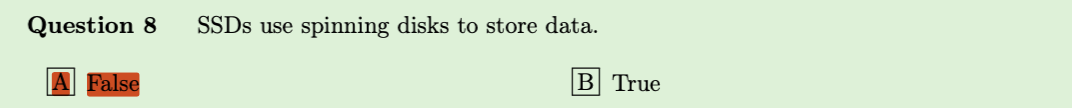 Question 8 SSDs use spinning disks to store data.
A False B True